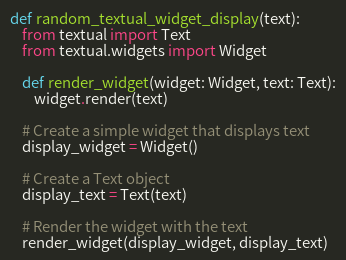 def random_textual_widget_display(text):
    from textual import Text
    from textual.widgets import Widget

    def render_widget(widget: Widget, text: Text):
        widget.render(text)

    # Create a simple widget that displays text
    display_widget = Widget()

    # Create a Text object
    display_text = Text(text)

    # Render the widget with the text
    render_widget(display_widget, display_text)